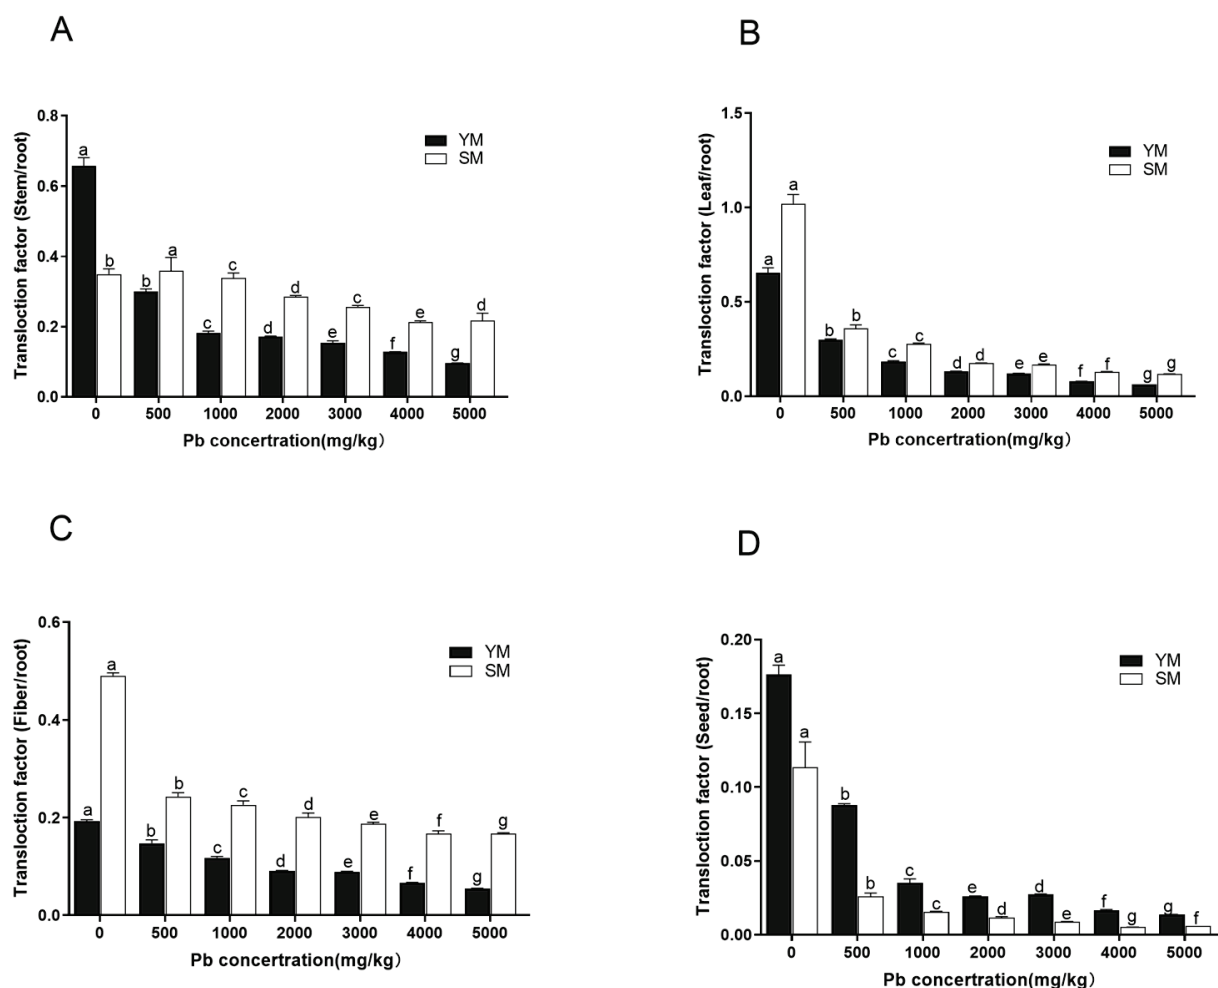 A
Transloction factor (Stem/root)
0.8
0.6
0.4
0.2
0.0
YM
SM
a b
b a
c c
d d
e c
f e
g d
0 500 1000 2000 3000 4000 5000
Pb concertration(mg/kg）
B
Transloction factor (Leaf/root)
1.5
1.0
0.5
0.0
YM
SM
a a
b b
c c
d d
e e
f f
g g
0 500 1000 2000 3000 4000 5000
Pb concertration(mg/kg）
C
Transloction factor (Fiber/root)
0.6
0.4
0.2
0.0
YM
SM
a a
b b
c c
d d
e e
f f
g g
0 500 1000 2000 3000 4000 5000
Pb concertration(mg/kg）
D
Transloction factor (Seed/root)
0.20
0.15
0.10
0.05
0.00
YM
SM
a a
b b
c c
e d
d e
f g
g f
0 500 1000 2000 3000 4000 5000
Pb concertration(mg/kg）